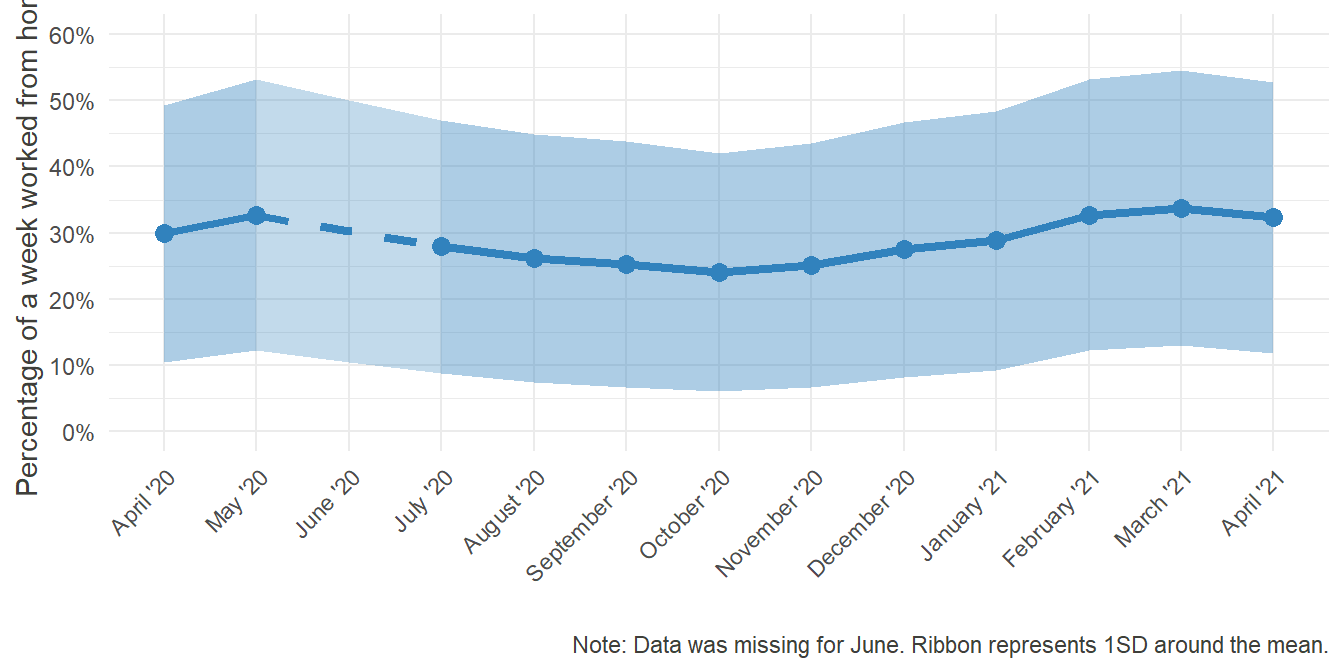 Percentage of a week worked from
60%
50%
40%
30%
20%
10%
0%
April '20
May '20
June '20
July '20
August '20
September '20
October '20
November '20
December '20
January '21
February '21
March '21
April '21
Note: Data was missing for June. Ribbon represents 1SD around the mean.